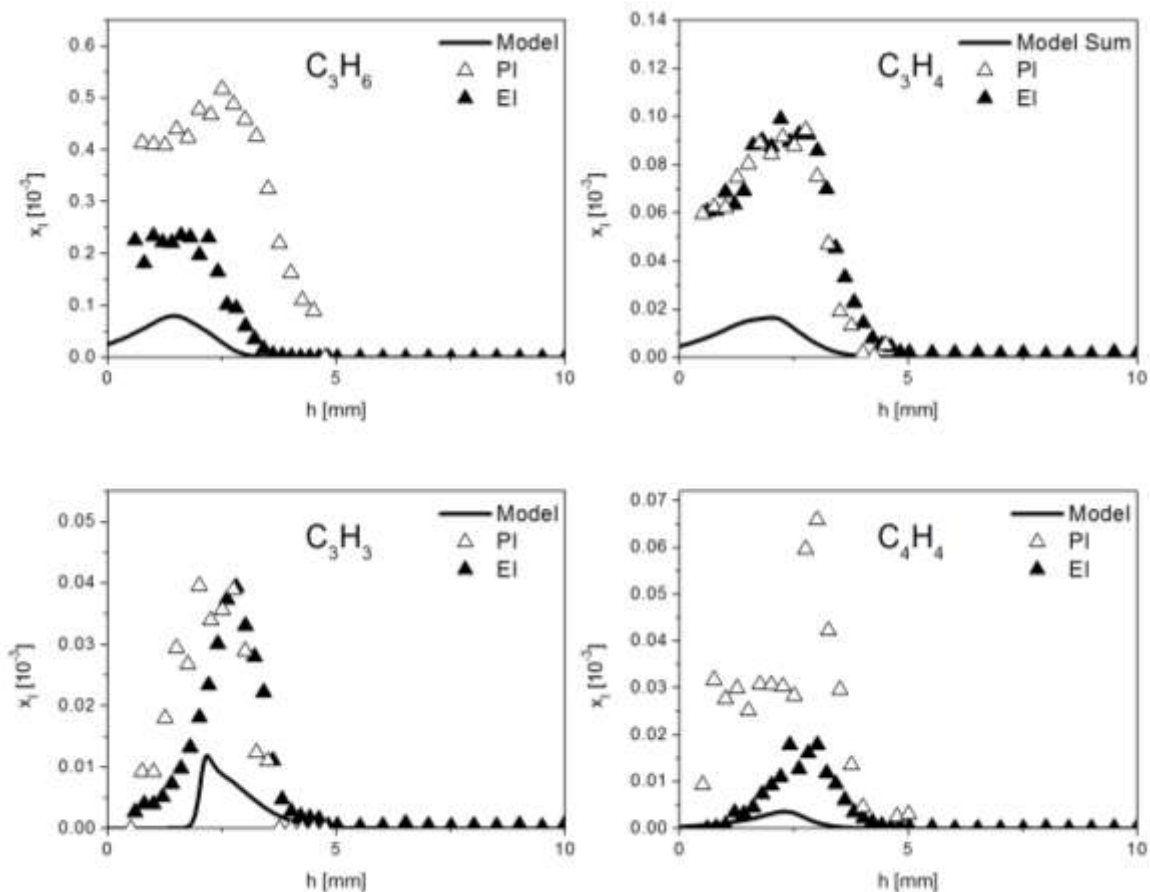 C₃H₆
Model
PI
EI
0.6
0.5
0.4
0.3
0.2
0.1
0.0
xᵢ [10⁻³]
0
5
10
h [mm]
C₃H₄
Model Sum
PI
EI
0.14
0.12
0.10
0.08
0.06
0.04
0.02
0.00
xᵢ [10⁻³]
0
5
10
h [mm]
C₃H₃
Model
PI
EI
0.05
0.04
0.03
0.02
0.01
0.00
xᵢ [10⁻³]
0
5
10
h [mm]
C₄H₄
Model
PI
EI
0.07
0.06
0.05
0.04
0.03
0.02
0.01
0.00
xᵢ [10⁻³]
0
5
10
h [mm]